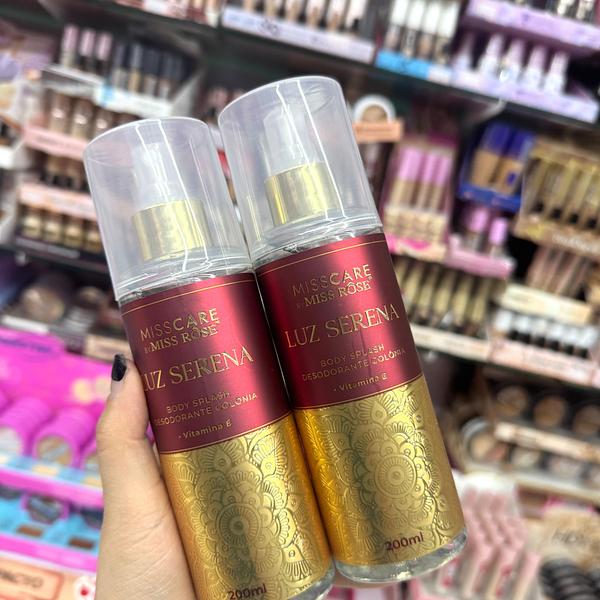 MISSCARE
BY MISS RÔSE
LUZ SERENA
BODY SPLASH
DESODORANTE COLÔNIA
• Vitamina E
200ml
MISSCARE
BY MISS RÔSE
LUZ SERENA
BODY SPLASH
DESODORANTE COLÔNIA
• Vitamina E
200ml